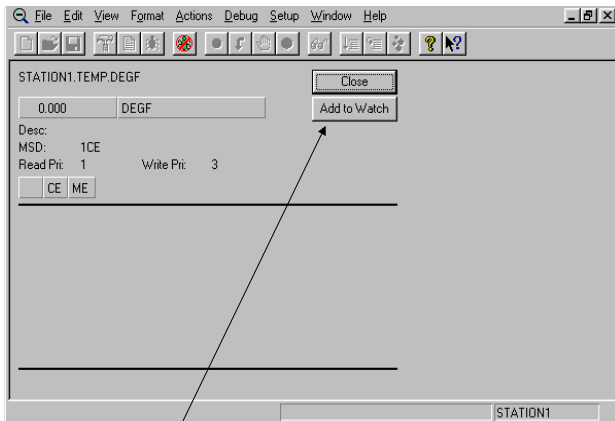 File Edit View Format Actions Debug Setup Window Help
STATION1.TEMP.DEGF
Close
0.000 DEGF
Add to Watch
Desc:
MSD: 1CE
Read Pri: 1 Write Pri: 3
CE ME
STATION1